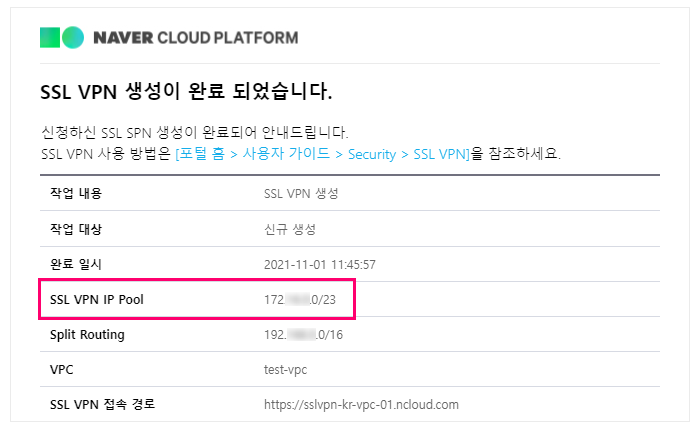 NAVER CLOUD PLATFORM
SSL VPN 생성이 완료 되었습니다.
신청하신 SSL SPN 생성이 완료되어 안내드립니다.
SSL VPN 사용 방법은 [포털 홈 > 사용자 가이드 > Security > SSL VPN]을 참조하세요.
작업 내용 SSL VPN 생성
작업 대상 신규 생성
완료 일시 2021-11-01 11:45:57
SSL VPN IP Pool 172. .0/23
Split Routing 192. .0/16
VPC test-vpc
SSL VPN 접속 경로 https://sslvpn-kr-vpc-01.ncloud.com